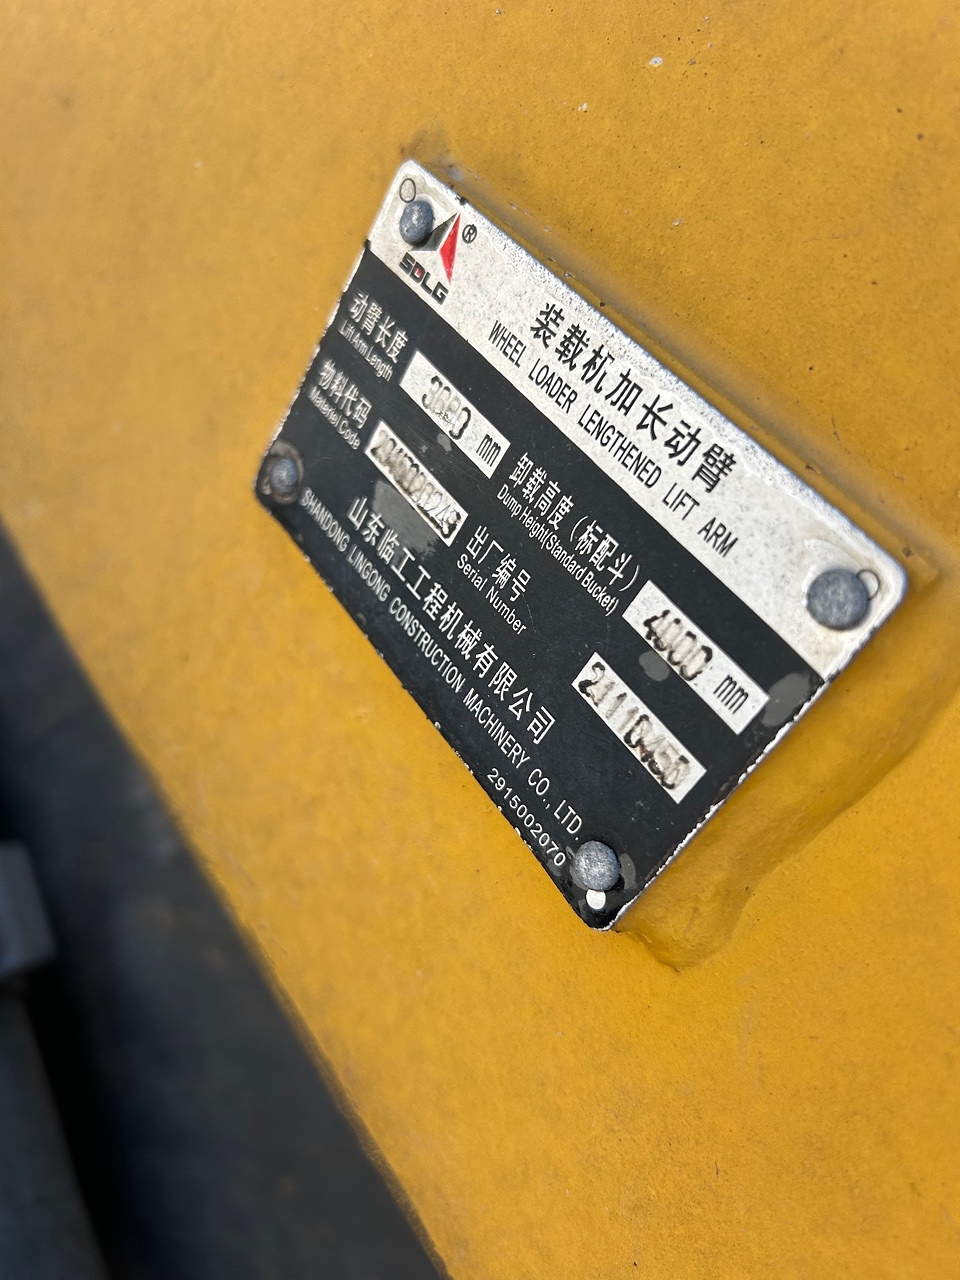 SDLG®
装载机加长动臂
WHEEL LOADER LENGTHENED LIFT ARM
动臂长度
Lift Arm Length
mm
卸载高度（标配斗）
Dump Height(Standard Bucket)
4000 mm
物料代码
Materiel Code
出厂编号
Serial Number
山东临工工程机械有限公司
SHANDONG LINGONG CONSTRUCTION MACHINERY CO., LTD.
2915002070